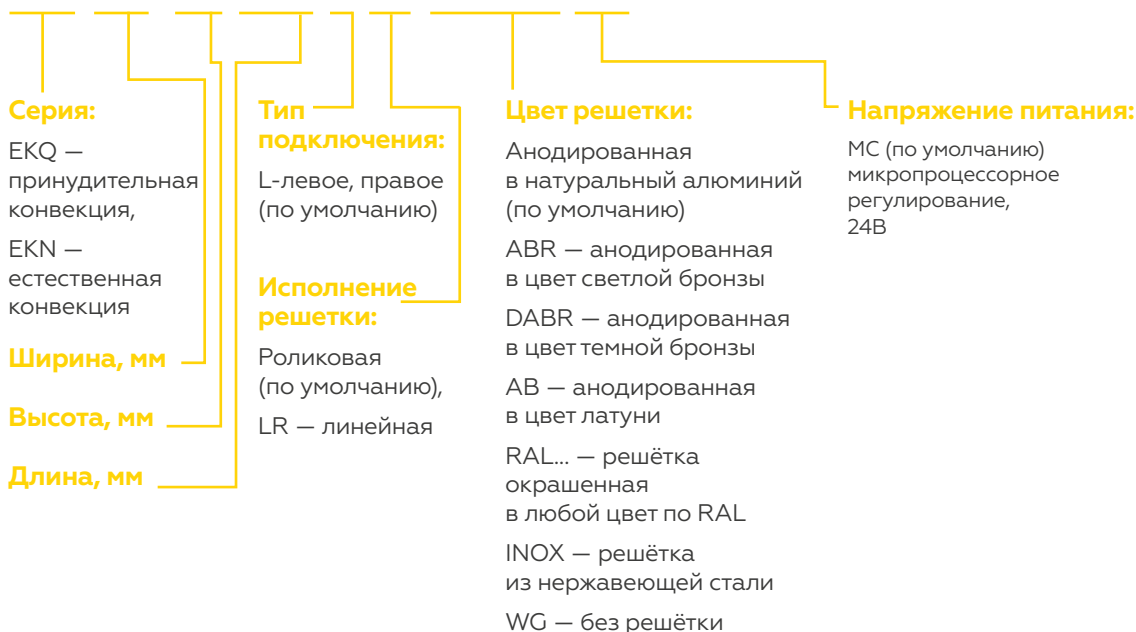 Серия:
EKQ —
принудительная
конвекция,
EKN —
естественная
конвекция
Ширина, мм
Высота, мм
Длина, мм
Тип
подключения:
L-левое, правое
(по умолчанию)
Исполнение
решетки:
Роликовая
(по умолчанию),
LR — линейная
Цвет решетки:
Анодированная
в натуральный алюминий
(по умолчанию)
ABR — анодированная
в цвет светлой бронзы
DABR — анодированная
в цвет темной бронзы
AB — анодированная
в цвет латуни
RAL... — решётка
окрашенная
в любой цвет по RAL
INOX — решётка
из нержавеющей стали
WG — без решётки
Напряжение питания:
MC (по умолчанию)
микропроцессорное
регулирование,
24В